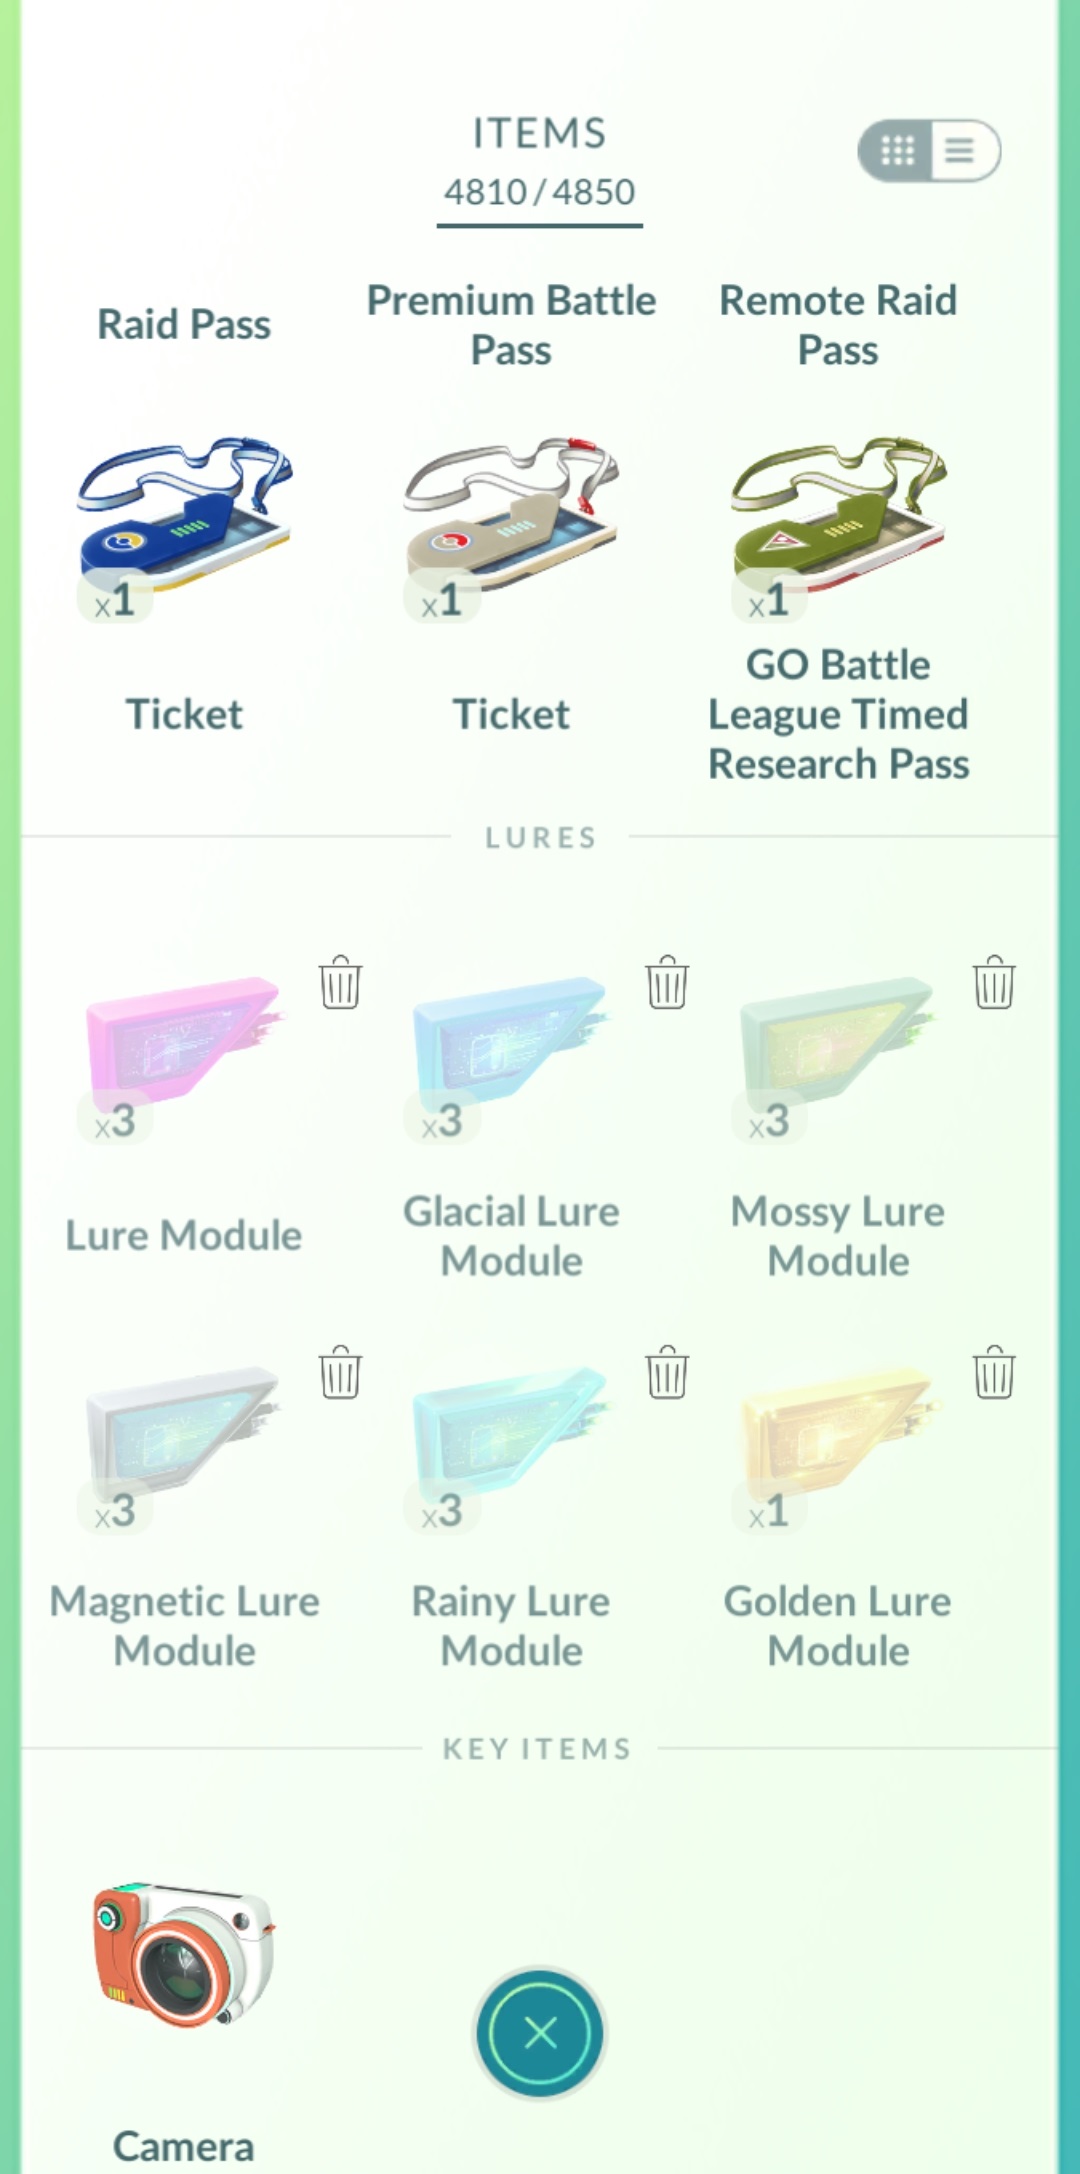 ITEMS
4810/4850
Raid Pass
Premium Battle
Pass
Remote Raid
Pass
x1
x1
x1
Ticket
Ticket
GO Battle
League Timed
Research Pass
LURES
x3
x3
x3
Lure Module
Glacial Lure
Module
Mossy Lure
Module
x3
x3
x1
Magnetic Lure
Module
Rainy Lure
Module
Golden Lure
Module
KEY ITEMS
Camera